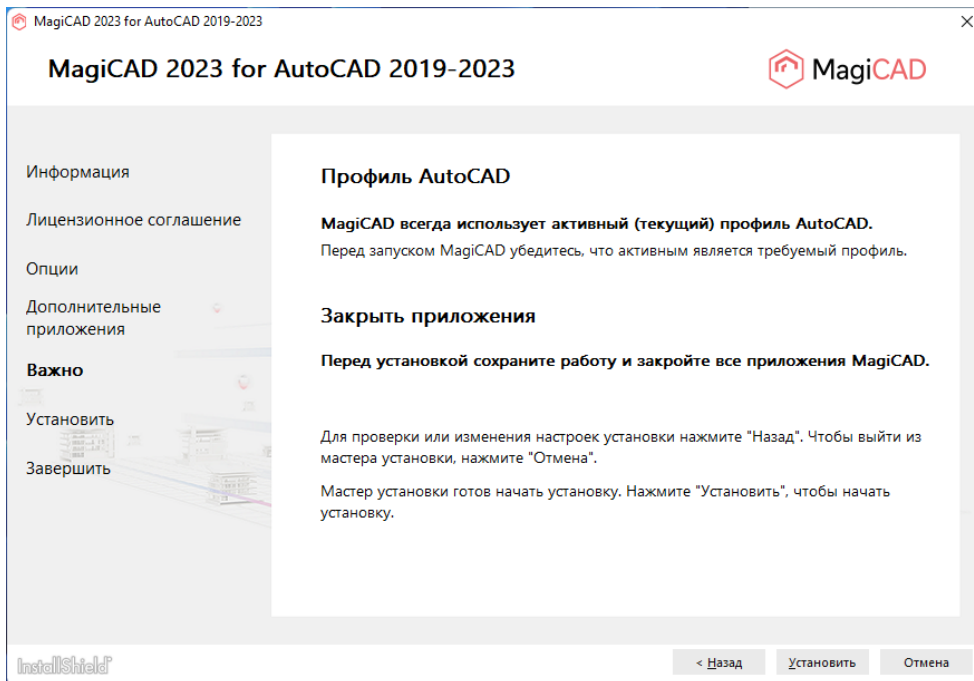 MagiCAD 2023 for AutoCAD 2019-2023
MagiCAD 2023 for AutoCAD 2019-2023
MagiCAD
Информация
Лицензионное соглашение
Опции
Дополнительные
приложения
Важно
Установить
Завершить
Профиль AutoCAD
MagiCAD всегда использует активный (текущий) профиль AutoCAD.
Перед запуском MagiCAD убедитесь, что активным является требуемый профиль.
Закрыть приложения
Перед установкой сохраните работу и закройте все приложения MagiCAD.
Для проверки или изменения настроек установки нажмите "Назад". Чтобы выйти из
мастера установки, нажмите "Отмена".
Мастер установки готов начать установку. Нажмите "Установить", чтобы начать
установку.
InstallShield
< Назад
Установить
Отмена